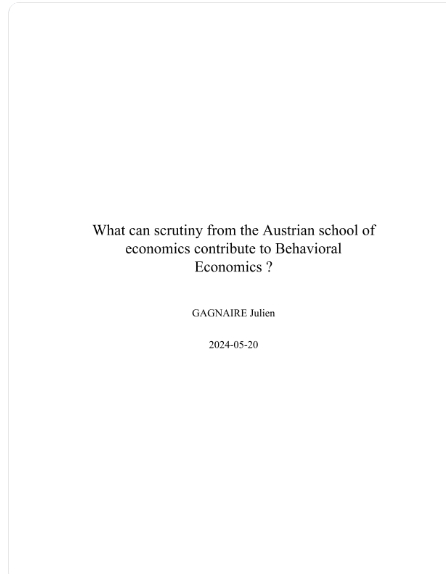 What can scrutiny from the Austrian school of
economics contribute to Behavioral
Economics ?
GAGNAIRE Julien
2024-05-20